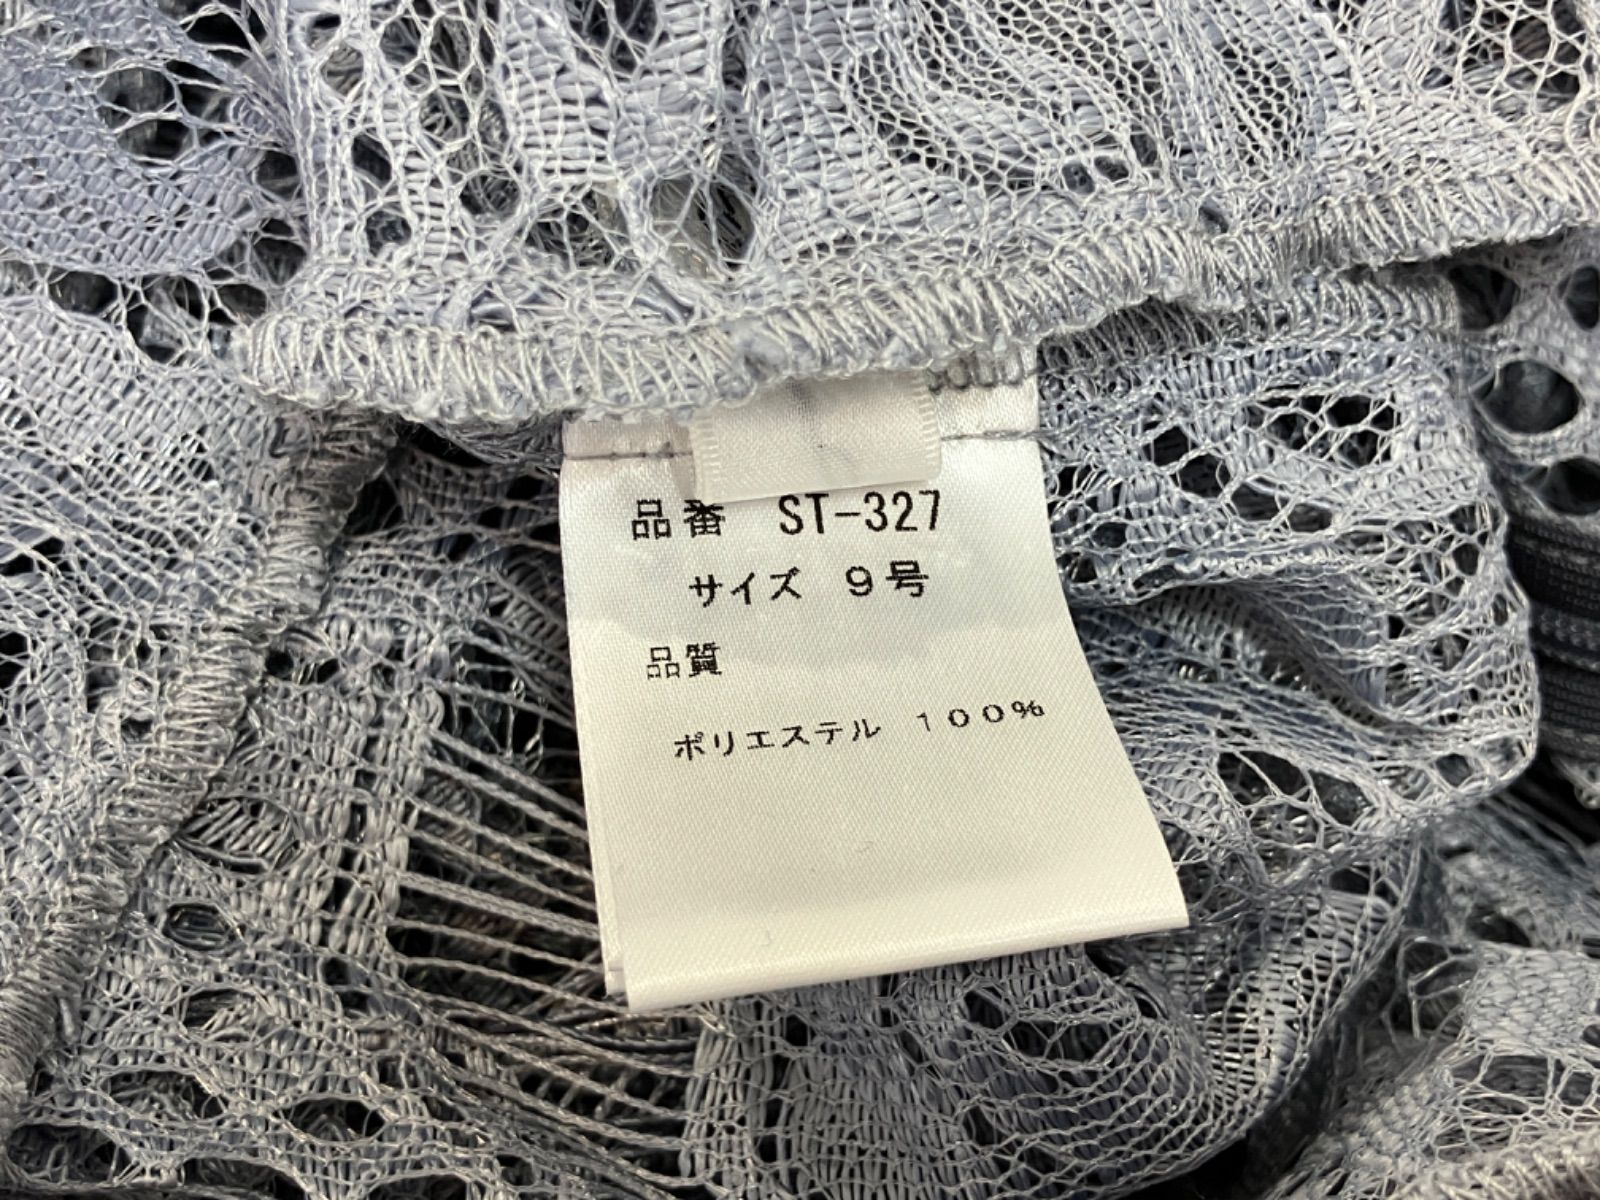 品番 ST-327
サイズ 9号
品質
ポリエステル 100%